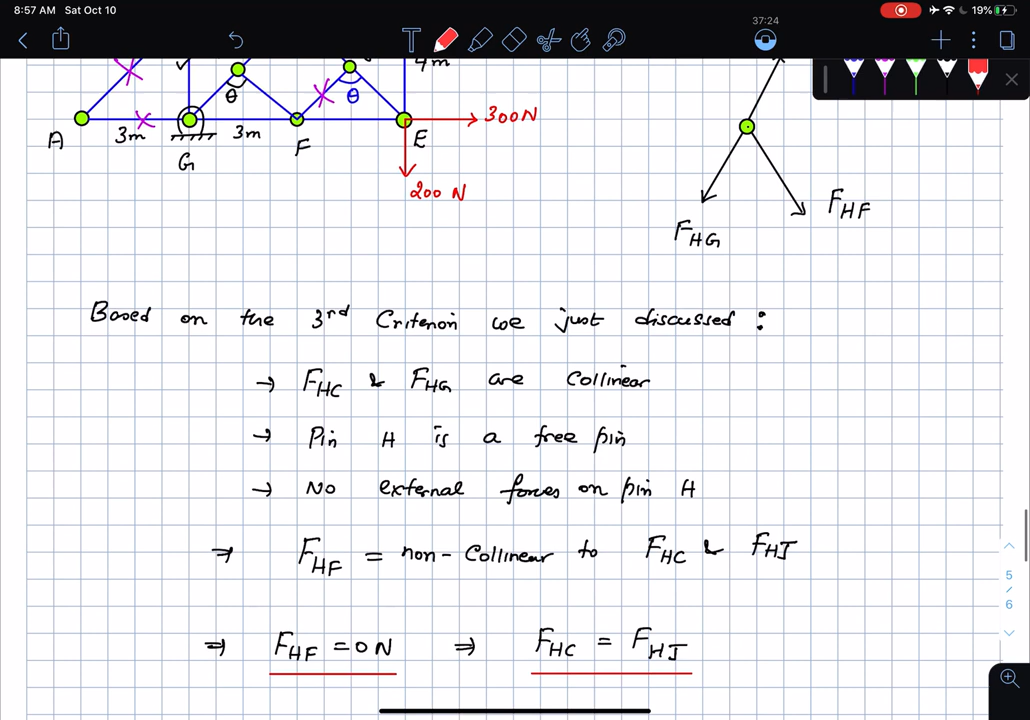 8:57 AM Sat Oct 10
19%
37:24
4m
θ
θ
300N
A
3m
3m
F
E
G
200 N
F_HF
F_HG
Based on the 3rd Criterion we just discussed :
→ F_HC & F_HG are Collinear
→ Pin H is a free pin
→ No external forces on pin H
⇒ F_HF = non-Collinear to F_HC & F_HI
⇒ F_HF = 0 N ⇒ F_HC = F_HI
5
/
6